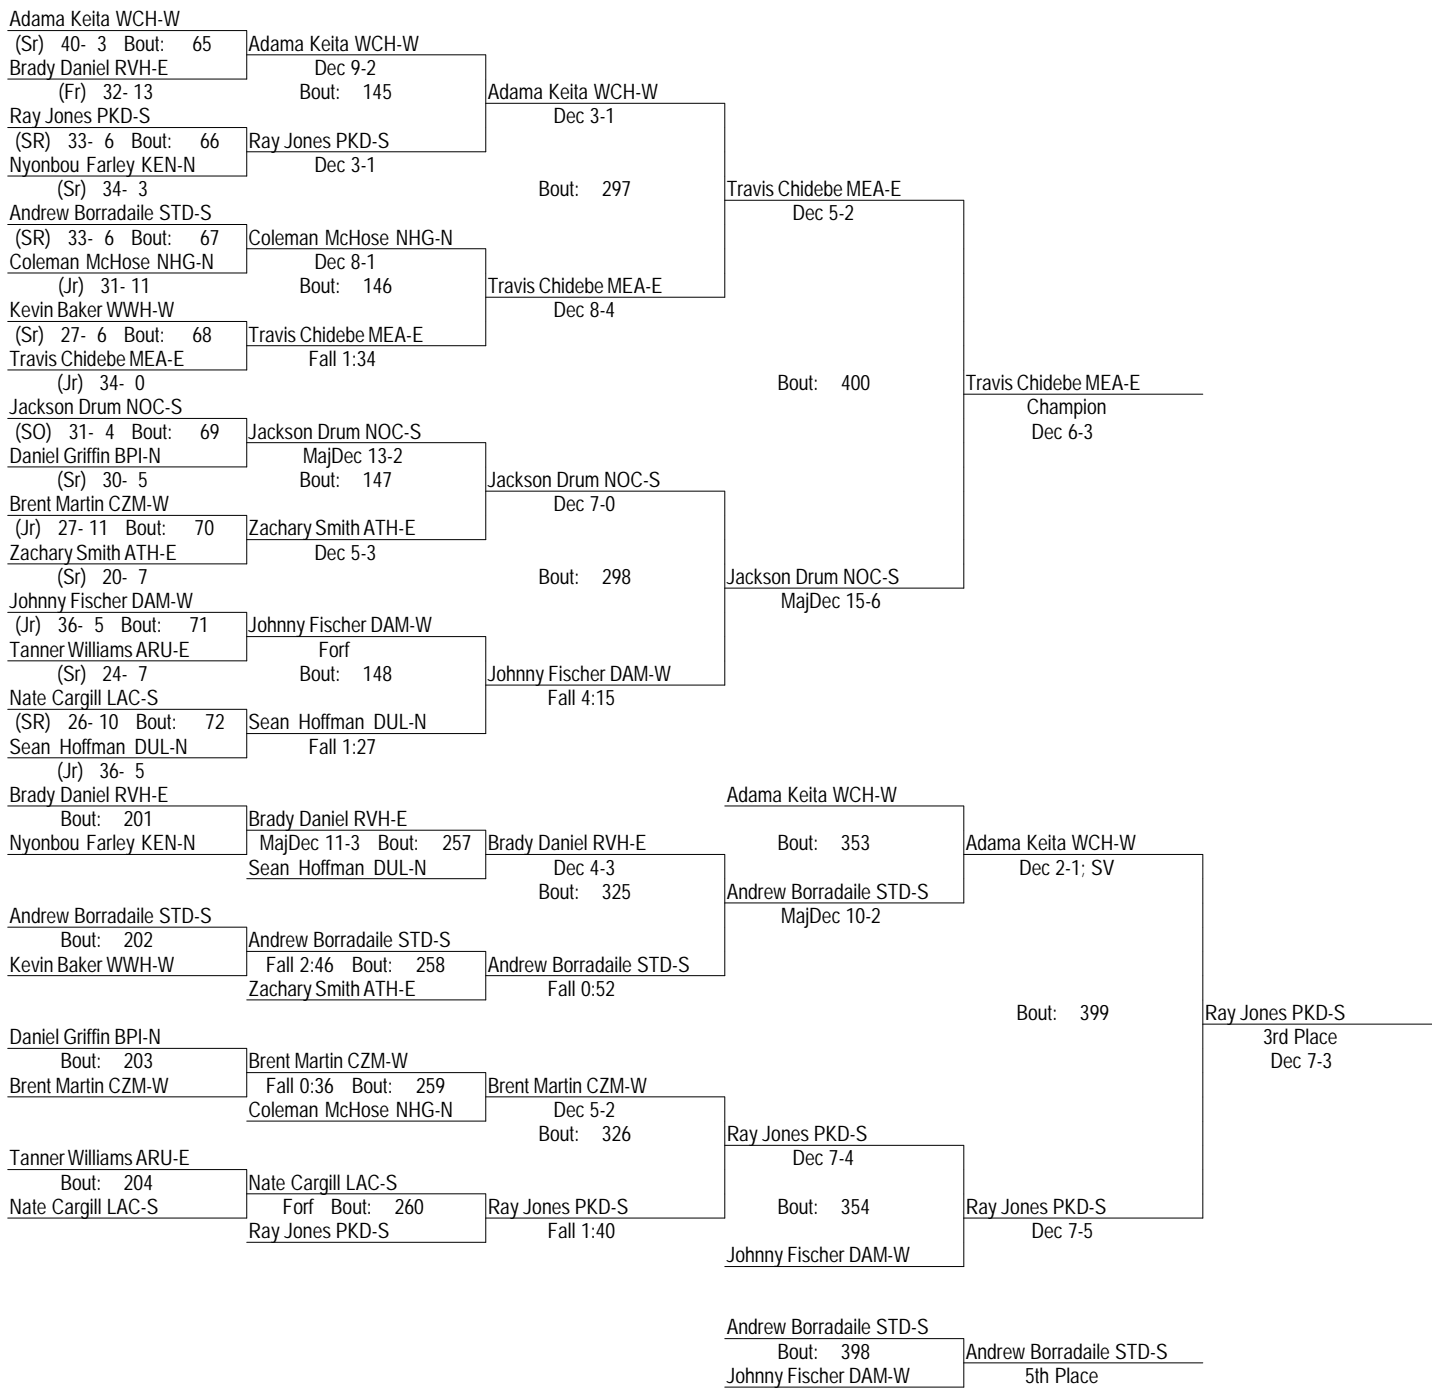 Adama Keita WCH-W
(Sr) 40- 3 Bout: 65 Adama Keita WCH-W
Brady Daniel RVH-E Dec 9-2
(Fr) 32- 13 Bout: 145 Adama Keita WCH-W
Ray Jones PKD-S Dec 3-1
(SR) 33- 6 Bout: 66 Ray Jones PKD-S
Nyonbou Farley KEN-N Dec 3-1
(Sr) 34- 3 Bout: 297 Travis Chidebe MEA-E
Andrew Borradaile STD-S Dec 5-2
(SR) 33- 6 Bout: 67 Coleman McHose NHG-N
Coleman McHose NHG-N Dec 8-1
(Jr) 31- 11 Bout: 146 Travis Chidebe MEA-E
Kevin Baker WWH-W Dec 8-4
(Sr) 27- 6 Bout: 68 Travis Chidebe MEA-E
Travis Chidebe MEA-E Fall 1:34
(Jr) 34- 0 Bout: 400 Travis Chidebe MEA-E
Jackson Drum NOC-S Champion
(SO) 31- 4 Bout: 69 Jackson Drum NOC-S Dec 6-3
Daniel Griffin BPI-N MajDec 13-2
(Sr) 30- 5 Bout: 147 Jackson Drum NOC-S
Brent Martin CZM-W Dec 7-0
(Jr) 27- 11 Bout: 70 Zachary Smith ATH-E
Zachary Smith ATH-E Dec 5-3
(Sr) 20- 7 Bout: 298 Jackson Drum NOC-S
Johnny Fischer DAM-W MajDec 15-6
(Jr) 36- 5 Bout: 71 Johnny Fischer DAM-W
Tanner Williams ARU-E Forf
(Sr) 24- 7 Bout: 148 Johnny Fischer DAM-W
Nate Cargill LAC-S Fall 4:15
(SR) 26- 10 Bout: 72 Sean Hoffman DUL-N
Sean Hoffman DUL-N Fall 1:27
(Jr) 36- 5
Brady Daniel RVH-E Adama Keita WCH-W
Bout: 201 Brady Daniel RVH-E
Nyonbou Farley KEN-N MajDec 11-3 Bout: 257 Brady Daniel RVH-E Bout: 353 Adama Keita WCH-W
Sean Hoffman DUL-N Dec 4-3 Dec 2-1; SV
Bout: 325 Andrew Borradaile STD-S
Andrew Borradaile STD-S MajDec 10-2
Bout: 202 Andrew Borradaile STD-S
Kevin Baker WWH-W Fall 2:46 Bout: 258 Andrew Borradaile STD-S
Zachary Smith ATH-E Fall 0:52
Bout: 399 Ray Jones PKD-S
Daniel Griffin BPI-N 3rd Place
Bout: 203 Brent Martin CZM-W Dec 7-3
Brent Martin CZM-W Fall 0:36 Bout: 259 Brent Martin CZM-W
Coleman McHose NHG-N Dec 5-2
Bout: 326 Ray Jones PKD-S
Tanner Williams ARU-E Dec 7-4
Bout: 204 Nate Cargill LAC-S
Nate Cargill LAC-S Forf Bout: 260 Ray Jones PKD-S Bout: 354 Ray Jones PKD-S
Ray Jones PKD-S Fall 1:40 Dec 7-5
Johnny Fischer DAM-W
Andrew Borradaile STD-S
Bout: 398 Andrew Borradaile STD-S
Johnny Fischer DAM-W 5th Place